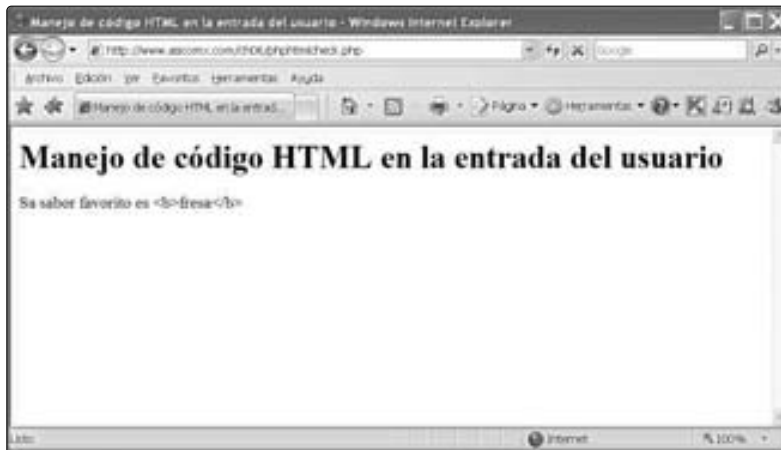 Manejo de código HTML en la entrada del usuario - Windows Internet Explorer
Google
Archivo Edición Ver Favoritos Herramientas Ayuda
Manejo de código HTML en la entrad...
Página Herramientas
Manejo de código HTML en la entrada del usuario
Su sabor favorito es <b>fresa</b>
Listo Internet 100%